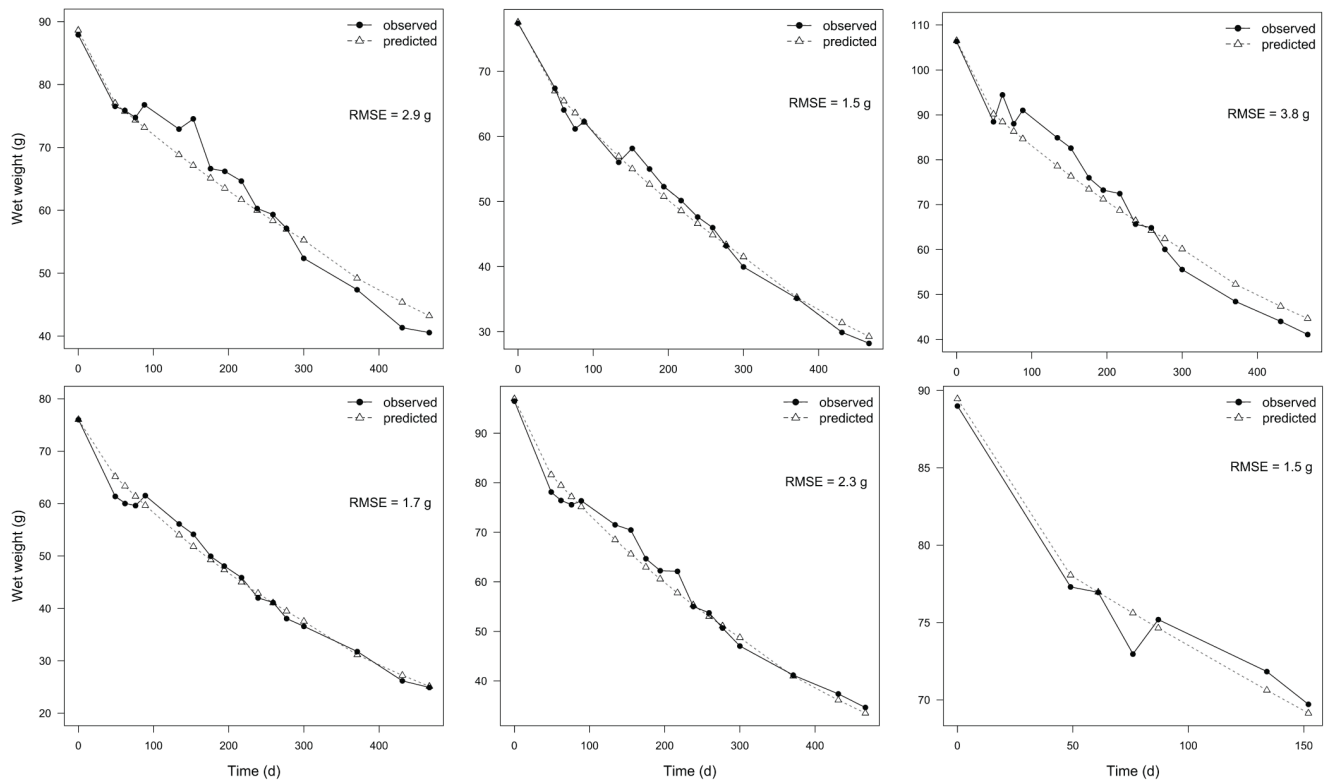 observed
predicted
RMSE = 2.9 g
Wet weight (g)
90
80
70
60
50
40
0
100
200
300
400
observed
predicted
RMSE = 1.5 g
70
60
50
40
30
0
100
200
300
400
observed
predicted
RMSE = 3.8 g
110
100
90
80
70
60
50
40
0
100
200
300
400
observed
predicted
RMSE = 1.7 g
Wet weight (g)
80
70
60
50
40
30
20
0
100
200
300
400
Time (d)
observed
predicted
RMSE = 2.3 g
90
80
70
60
50
40
0
100
200
300
400
Time (d)
observed
predicted
RMSE = 1.5 g
90
85
80
75
70
0
50
100
150
Time (d)